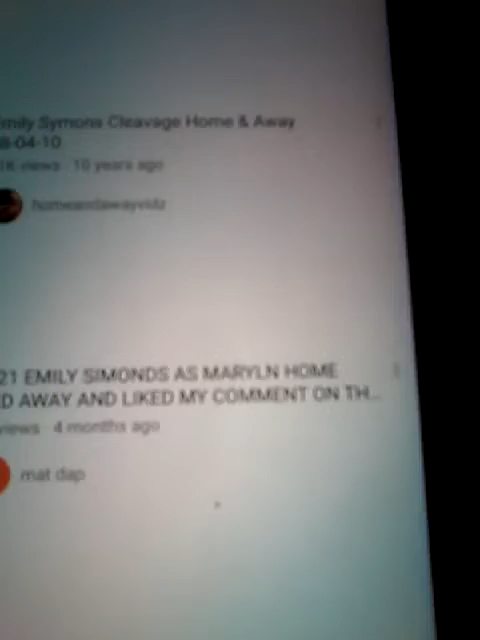 mily Symons Cleavage Home & Away
8-04-10
1K views · 10 years ago
homeandawayvidz
21 EMILY SIMONDS AS MARYLN HOME
D AWAY AND LIKED MY COMMENT ON TH...
views · 4 months ago
mat dap